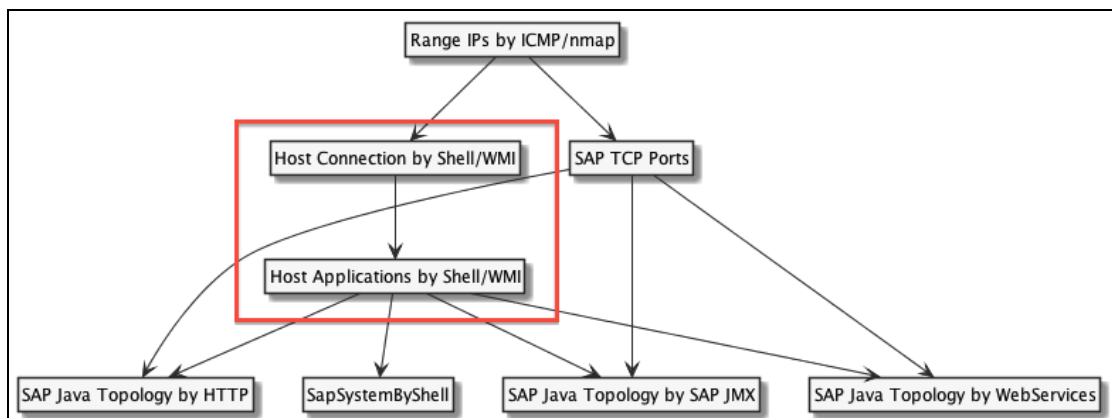 Range IPs by ICMP/nmap
Host Connection by Shell/WMI
SAP TCP Ports
Host Applications by Shell/WMI
SAP Java Topology by HTTP
SapSystemByShell
SAP Java Topology by SAP JMX
SAP Java Topology by WebServices